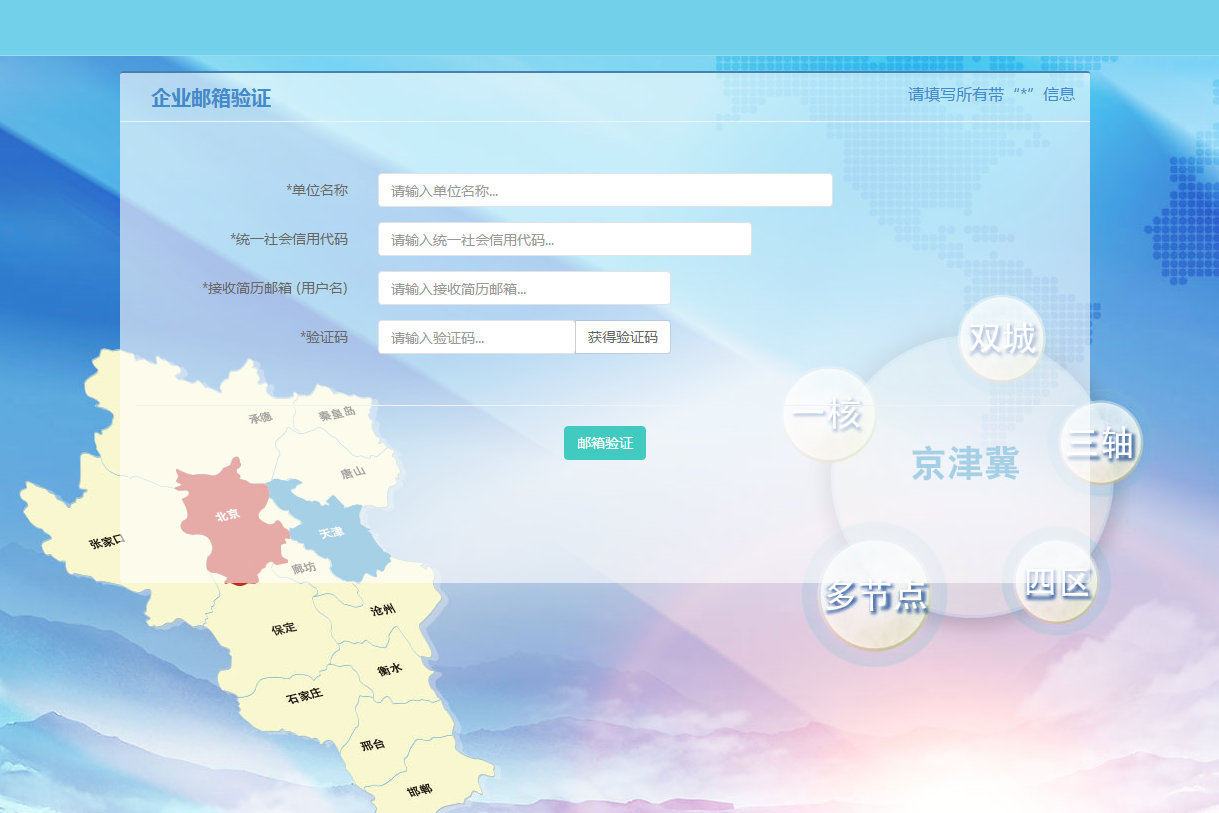 企业邮箱验证
请填写所有带“*”信息
*单位名称
请输入单位名称...
*统一社会信用代码
请输入统一社会信用代码...
*接收简历邮箱 (用户名)
请输入接收简历邮箱...
*验证码
请输入验证码...
获得验证码
邮箱验证
双城
一核
三轴
京津冀
多节点
四区
承德
秦皇岛
唐山
北京
天津
张家口
廊坊
沧州
保定
衡水
石家庄
邢台
邯郸